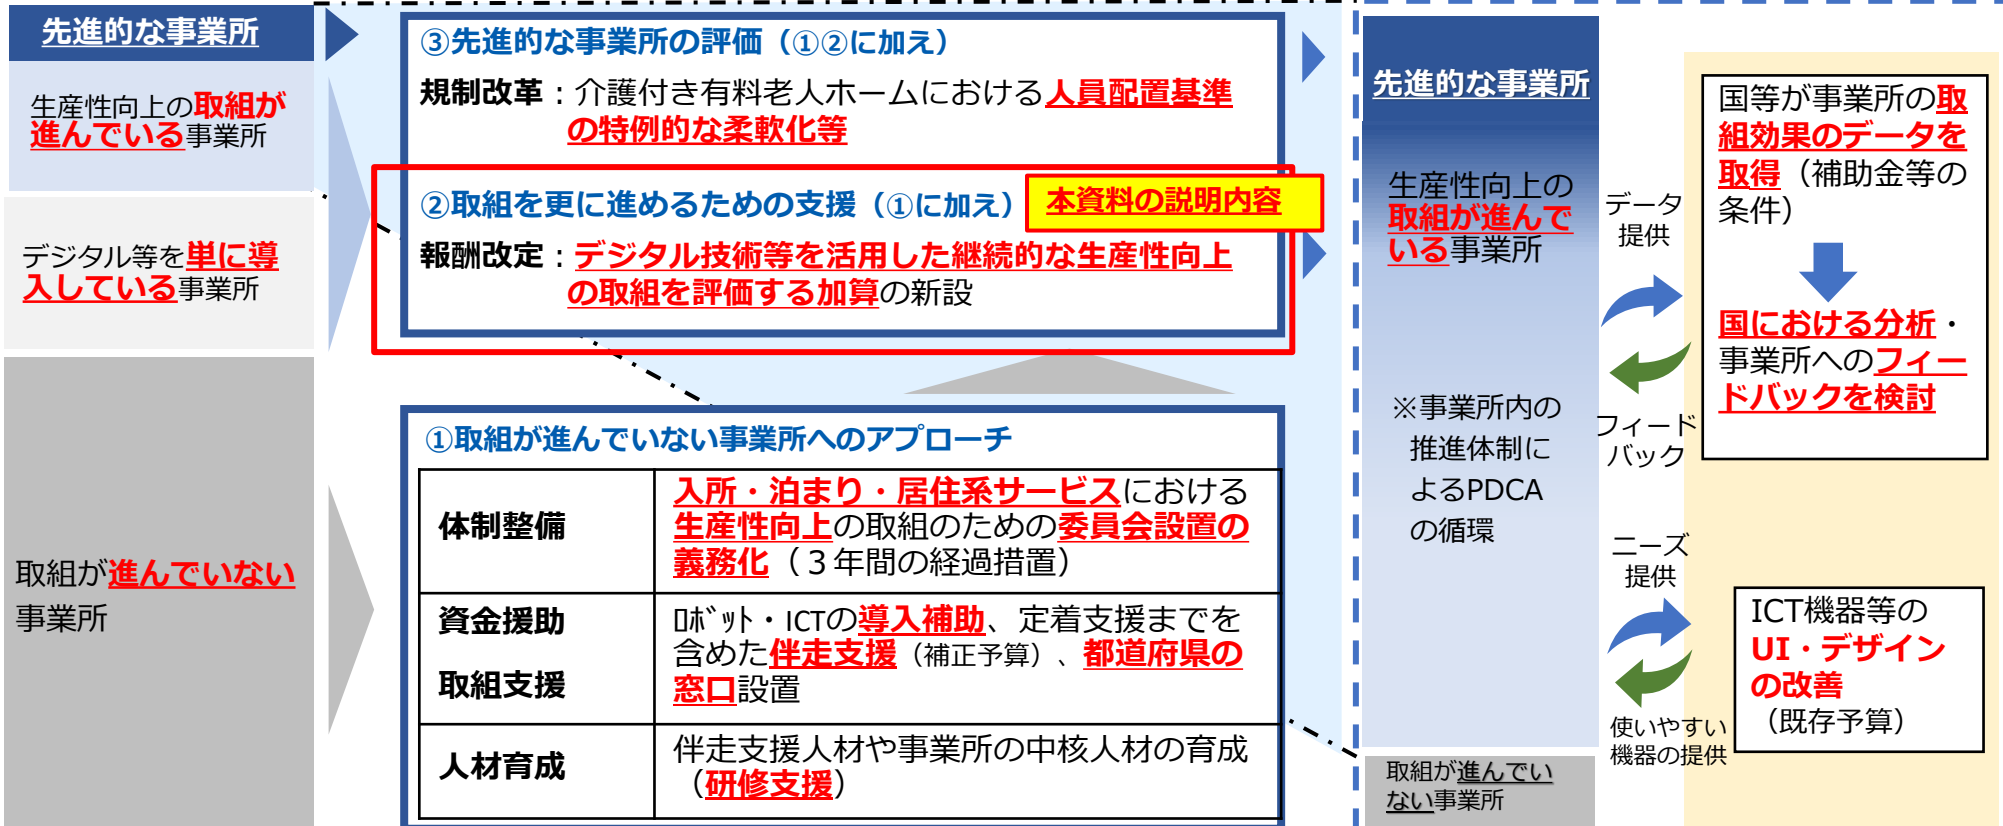 先進的な事業所
生産性向上の取組が
進んでいる事業所
デジタル等を単に導
入している事業所
取組が進んでいない
事業所
③先進的な事業所の評価（①②に加え）
規制改革：介護付き有料老人ホームにおける人員配置基準
の特例的な柔軟化等
②取組を更に進めるための支援（①に加え）
本資料の説明内容
報酬改定：デジタル技術等を活用した継続的な生産性向上
の取組を評価する加算の新設
①取組が進んでいない事業所へのアプローチ
体制整備
入所・泊まり・居住系サービスにおける
生産性向上の取組のための委員会設置の
義務化（３年間の経過措置）
資金援助
取組支援
ﾛﾎﾞｯﾄ・ICTの導入補助、定着支援までを
含めた伴走支援（補正予算）、都道府県の
窓口設置
人材育成
伴走支援人材や事業所の中核人材の育成
（研修支援）
先進的な事業所
生産性向上の
取組が進んで
いる事業所
※事業所内の
推進体制に
よるPDCA
の循環
取組が進んでい
ない事業所
データ
提供
フィード
バック
ニーズ
提供
使いやすい
機器の提供
国等が事業所の取
組効果のデータを
取得（補助金等の
条件）
国における分析・
事業所へのフィー
ドバックを検討
ICT機器等の
UI・デザイン
の改善
（既存予算）